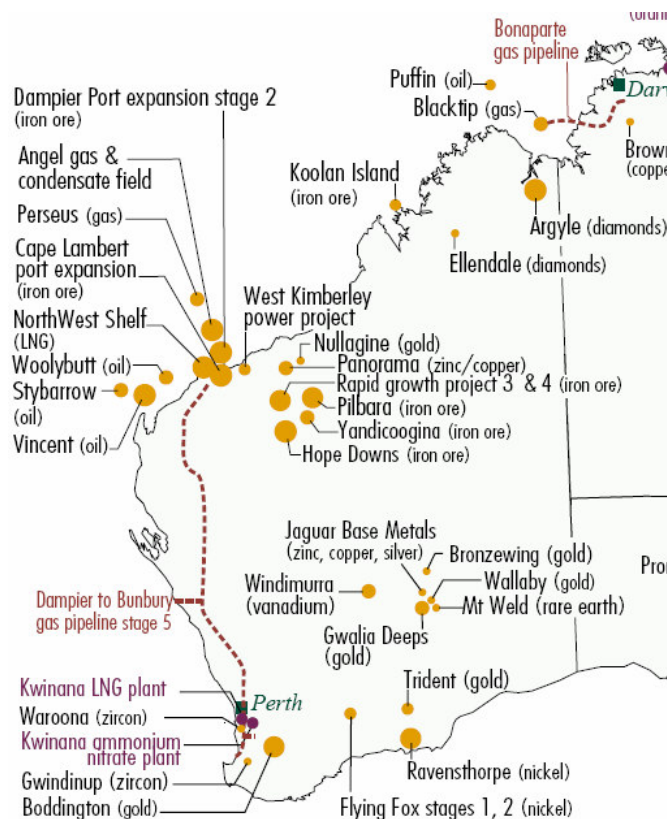 (uran
Bonaparte
gas pipeline
Puffin (oil)
Darv
Blacktip (gas)
Brown
(coppe
Dampier Port expansion stage 2
(iron ore)
Angel gas &
condensate field
Koolan Island
(iron ore)
Perseus (gas)
Argyle (diamonds)
Cape Lambert
port expansion
(iron ore)
Ellendale (diamonds)
West Kimberley
power project
NorthWest Shelf
(LNG)
Nullagine (gold)
Woolybutt (oil)
Panorama (zinc/copper)
Stybarrow
(oil)
Rapid growth project 3 & 4 (iron ore)
Pilbara (iron ore)
Yandicoogina (iron ore)
Vincent (oil)
Hope Downs (iron ore)
Jaguar Base Metals
(zinc, copper, silver)
Bronzewing (gold)
Pro
Windimurra
(vanadium)
Wallaby (gold)
Mt Weld (rare earth)
Dampier to Bunbury
gas pipeline stage 5
Gwalia Deeps
(gold)
Kwinana LNG plant
Perth
Trident (gold)
Waroona (zircon)
Kwinana ammonium
nitrate plant
Gwindinup (zircon)
Ravensthorpe (nickel)
Boddington (gold)
Flying Fox stages 1, 2 (nickel)